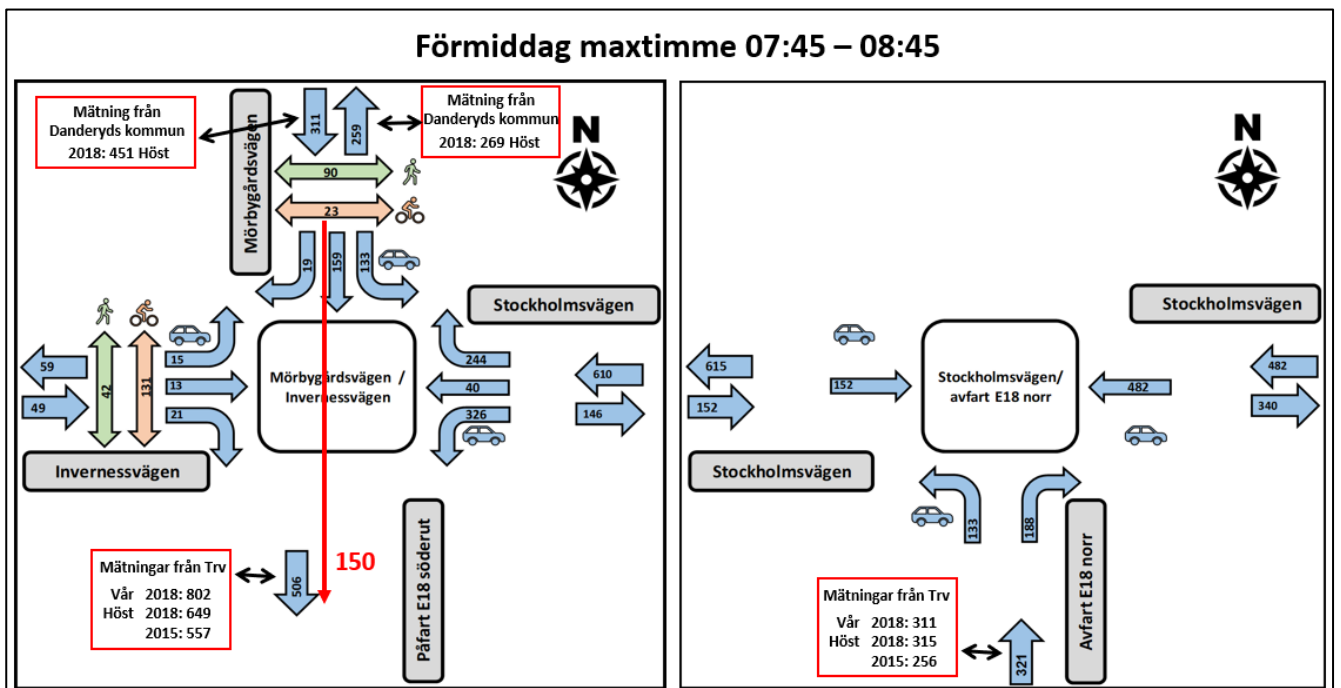 Förmiddag maxtimme 07:45 – 08:45
Mätning från
Danderyds kommun
2018: 451 Höst
311
259
Mätning från
Danderyds kommun
2018: 269 Höst
N
Mörbygårdsvägen
90
23
19
159
133
Stockholmsvägen
59
49
42
131
15
13
21
Mörbygårdsvägen /
Invernessvägen
244
40
326
610
146
Invernessvägen
Mätningar från Trv
Vår 2018: 802
Höst 2018: 649
2015: 557
506
150
Påfart E18 söderut
N
Stockholmsvägen
615
152
152
Stockholmsvägen/
avfart E18 norr
482
482
340
Stockholmsvägen
133
188
Avfart E18 norr
Mätningar från Trv
Vår 2018: 311
Höst 2018: 315
2015: 256
321